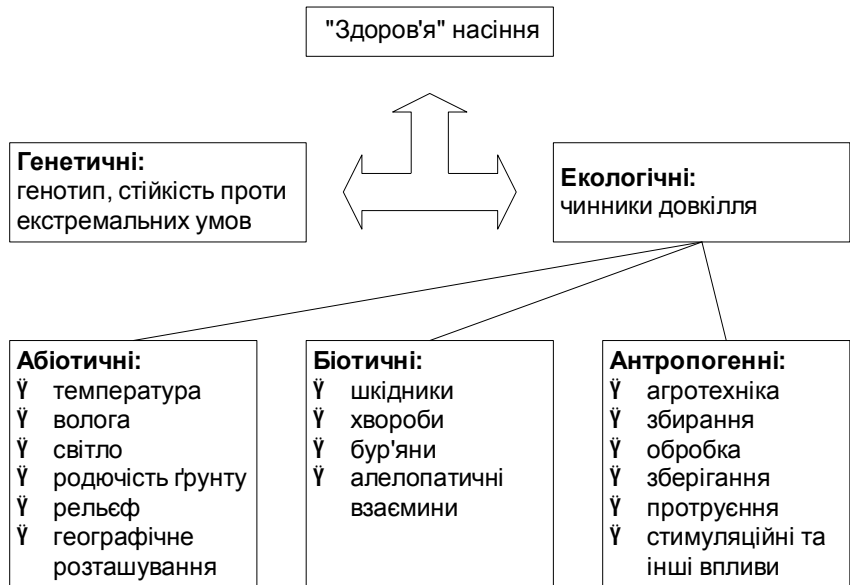 "Здоров'я" насіння
Генетичні:
генотип, стійкість проти
екстремальних умов
Екологічні:
чинники довкілля
Абіотичні:
Ÿ температура
Ÿ волога
Ÿ світло
Ÿ родючість ґрунту
Ÿ рельєф
Ÿ географічне
розташування
Біотичні:
Ÿ шкідники
Ÿ хвороби
Ÿ бур'яни
Ÿ алелопатичні
взаємини
Антропогенні:
Ÿ агротехніка
Ÿ збирання
Ÿ обробка
Ÿ зберігання
Ÿ протруєння
Ÿ стимуляційні та
інші впливи